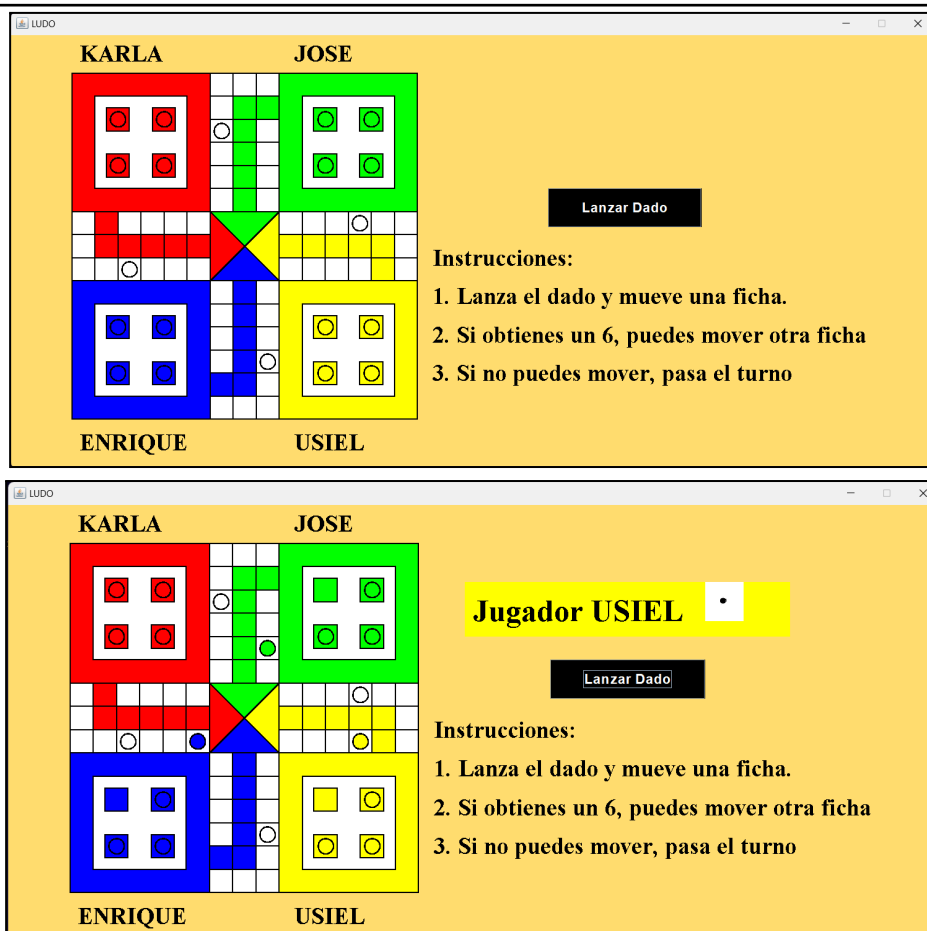 LUDO
KARLA JOSE
Lanzar Dado
Instrucciones:
1. Lanza el dado y mueve una ficha.
2. Si obtienes un 6, puedes mover otra ficha
3. Si no puedes mover, pasa el turno
ENRIQUE USIEL
LUDO
KARLA JOSE
Jugador USIEL
Lanzar Dado
Instrucciones:
1. Lanza el dado y mueve una ficha.
2. Si obtienes un 6, puedes mover otra ficha
3. Si no puedes mover, pasa el turno
ENRIQUE USIEL